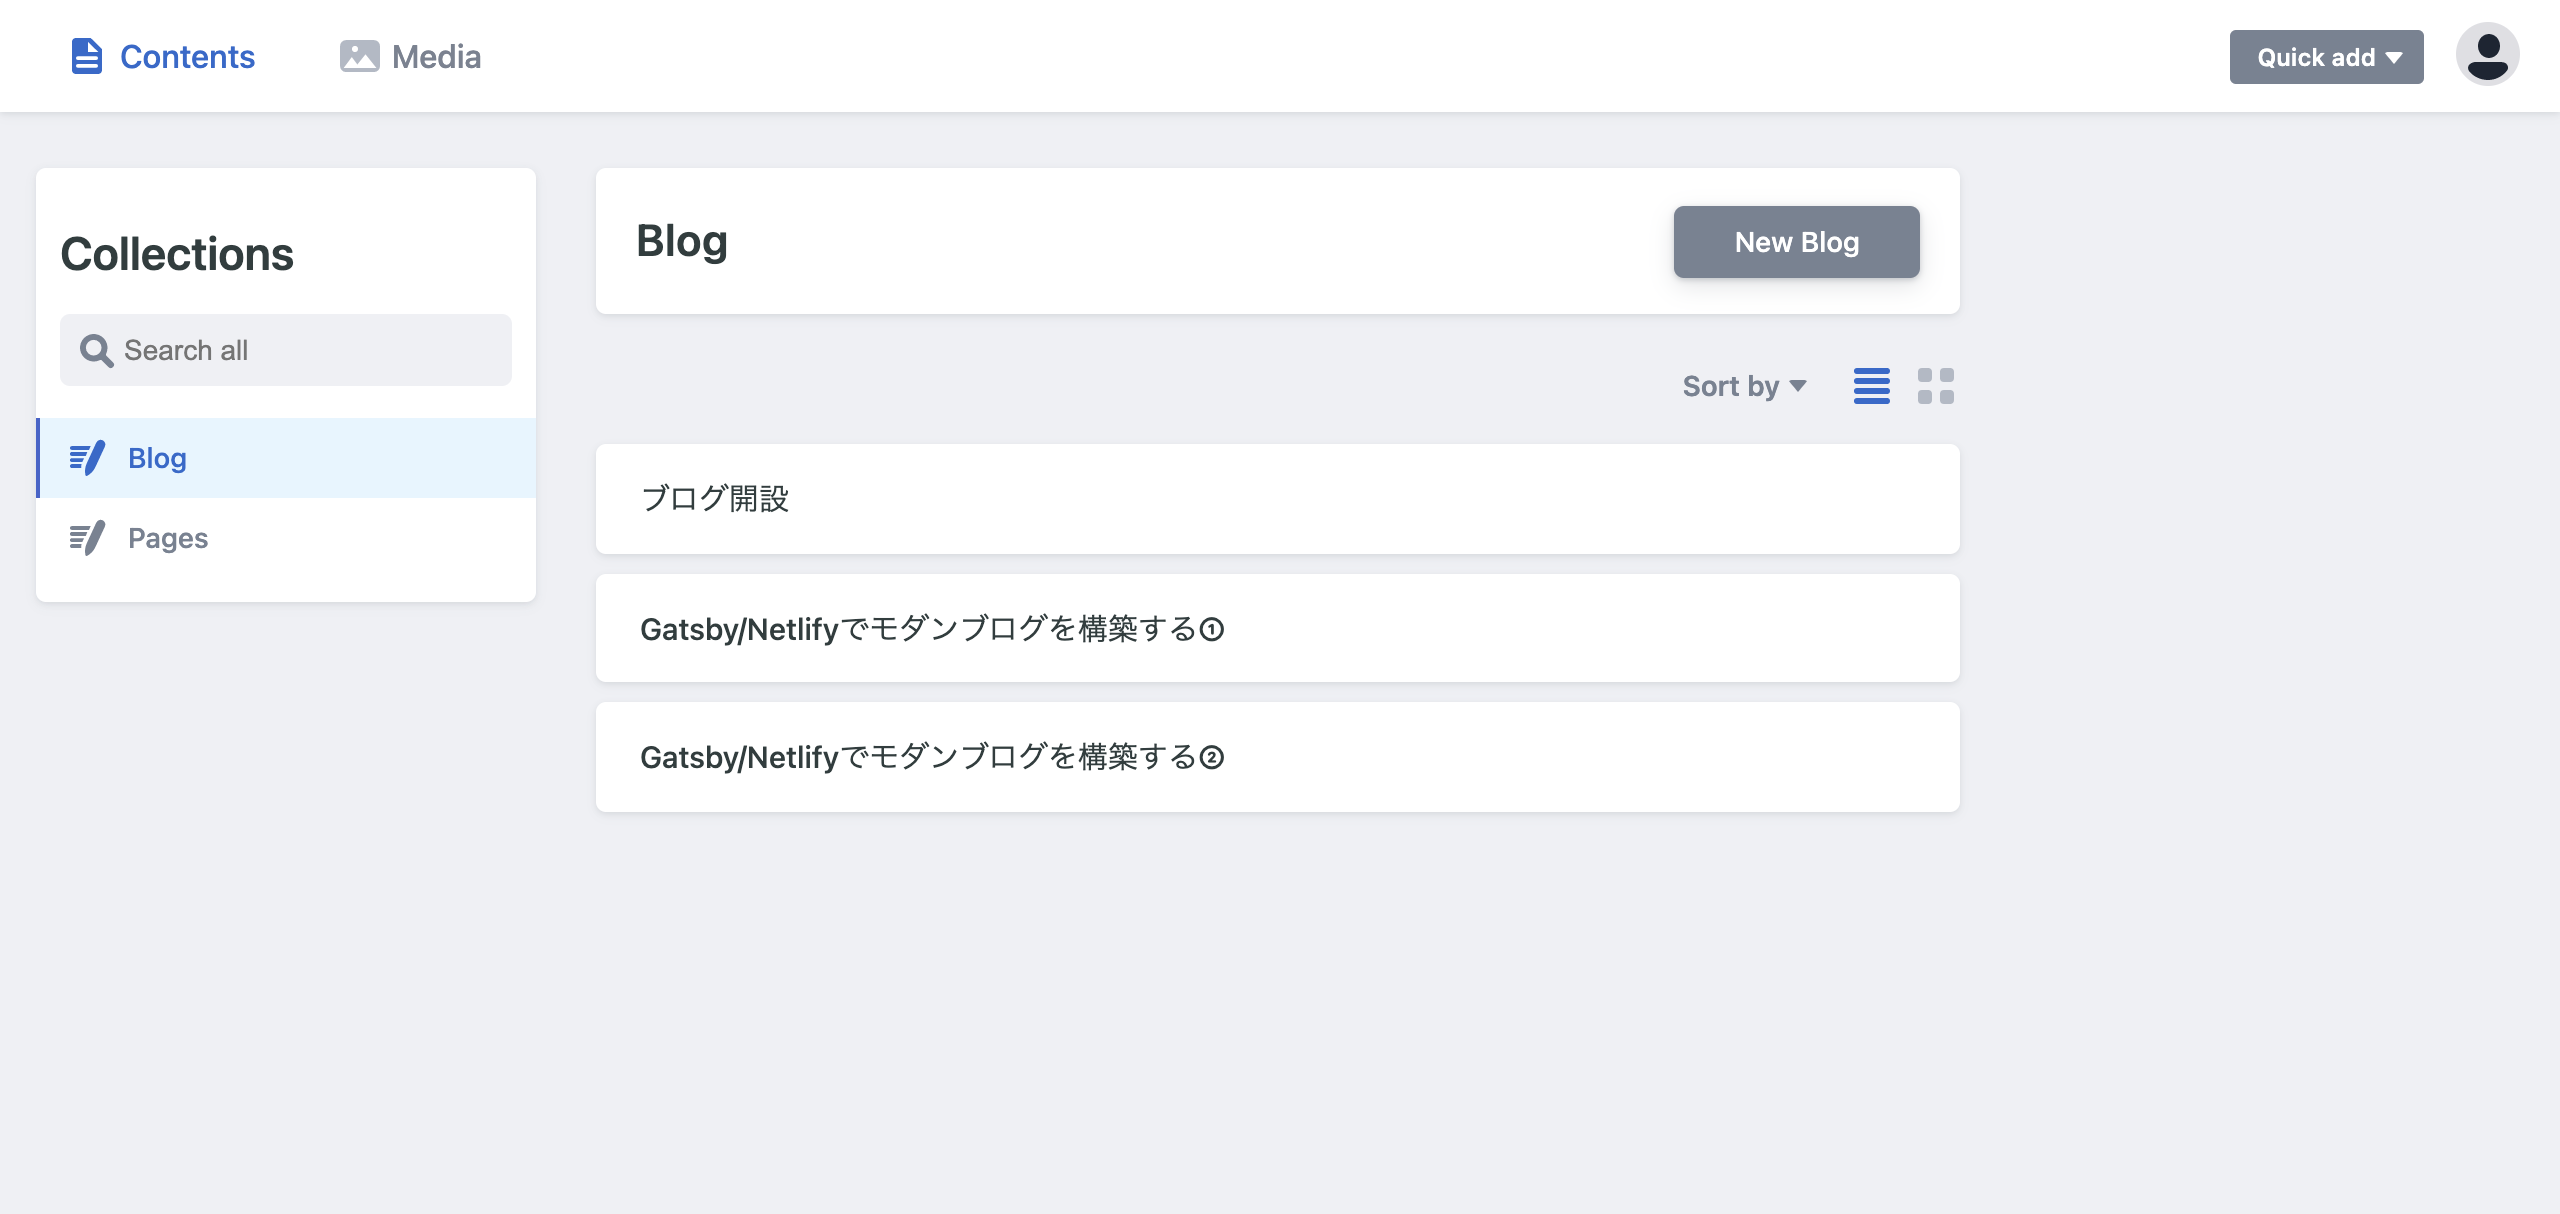 Contents
Media
Quick add
Collections
Search all
Blog
Pages
Blog
New Blog
Sort by
ブログ開設
Gatsby/Netlifyでモダンブログを構築する①
Gatsby/Netlifyでモダンブログを構築する②